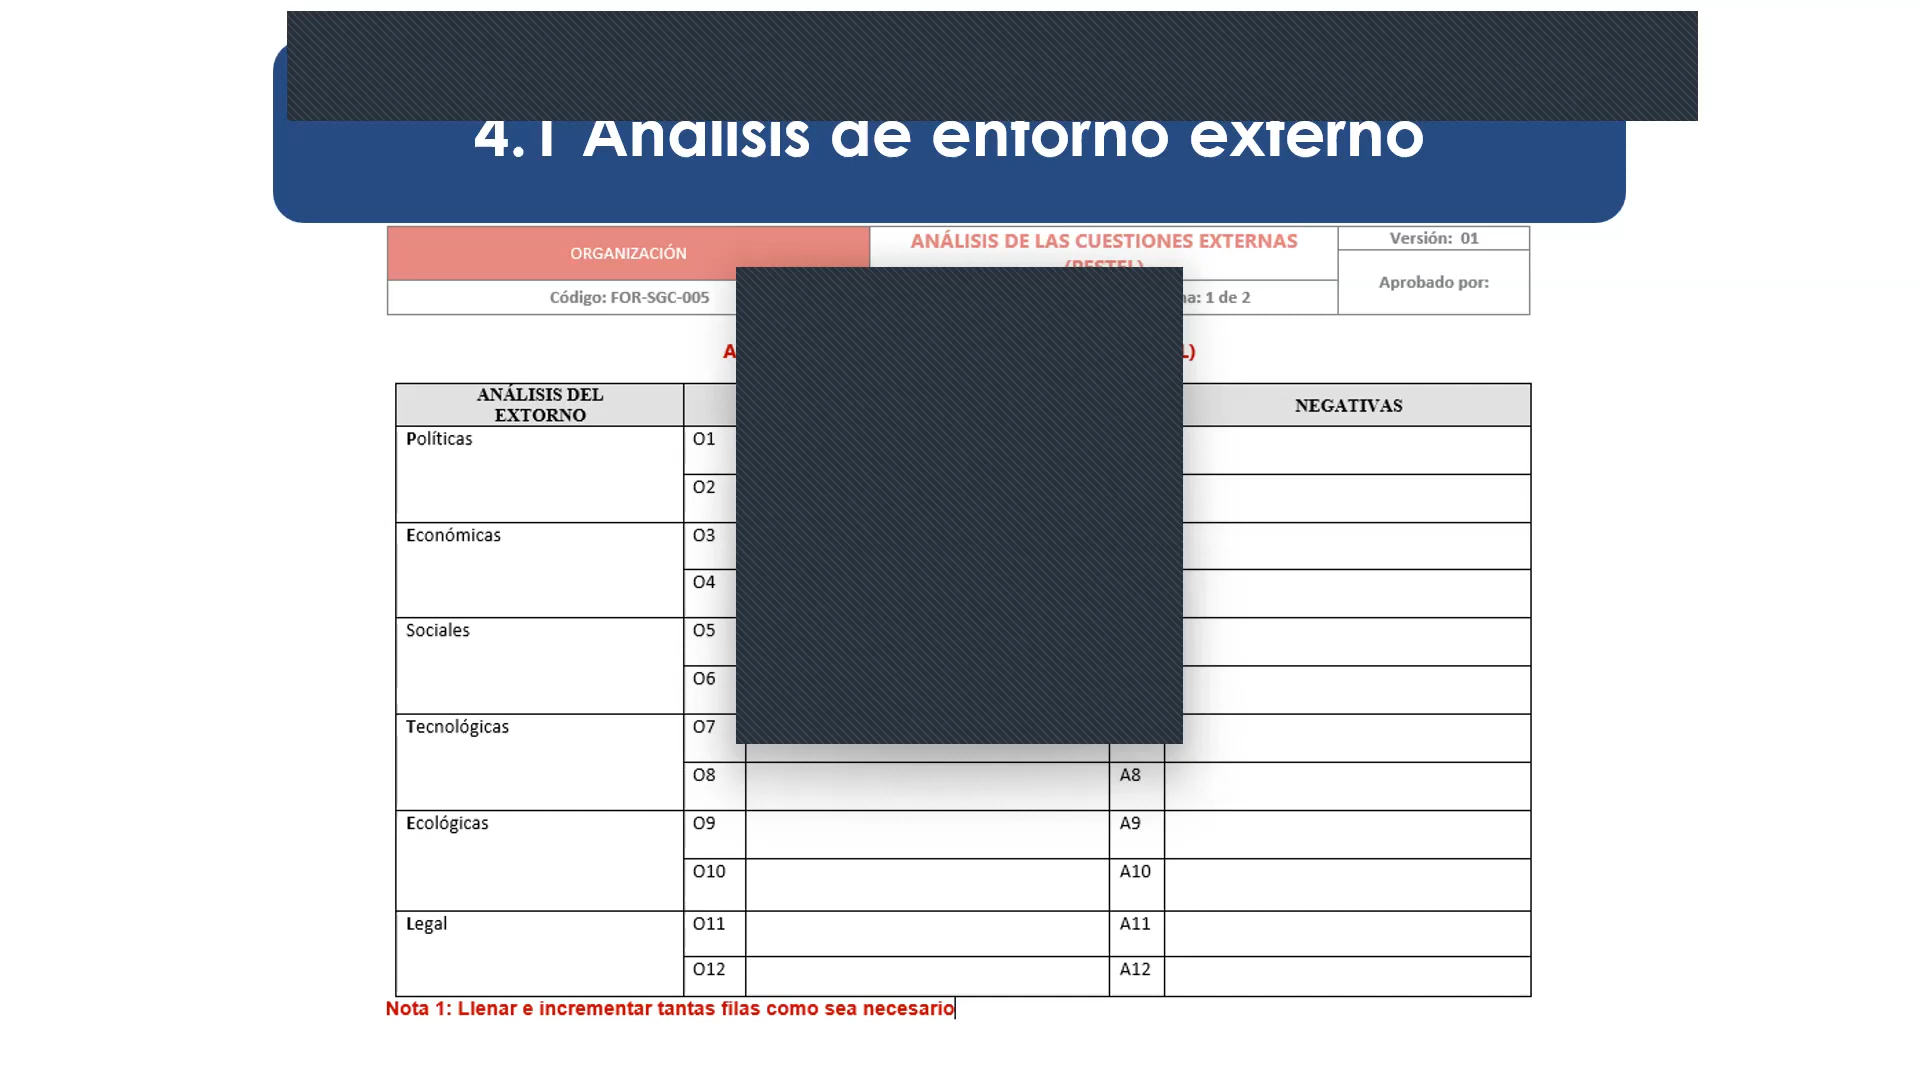 4.1 Análisis de entorno externo
ORGANIZACIÓN
ANÁLISIS DE LAS CUESTIONES EXTERNAS
(PESTEL)
Versión: 01
Código: FOR-SGC-005
1 de 2
Aprobado por:
ANÁLISIS DEL
EXTORNO
NEGATIVAS
Políticas
O1
O2
Económicas
O3
O4
Sociales
O5
O6
Tecnológicas
O7
O8
A8
Ecológicas
O9
A9
O10
A10
Legal
O11
A11
O12
A12
Nota 1: Llenar e incrementar tantas filas como sea necesario